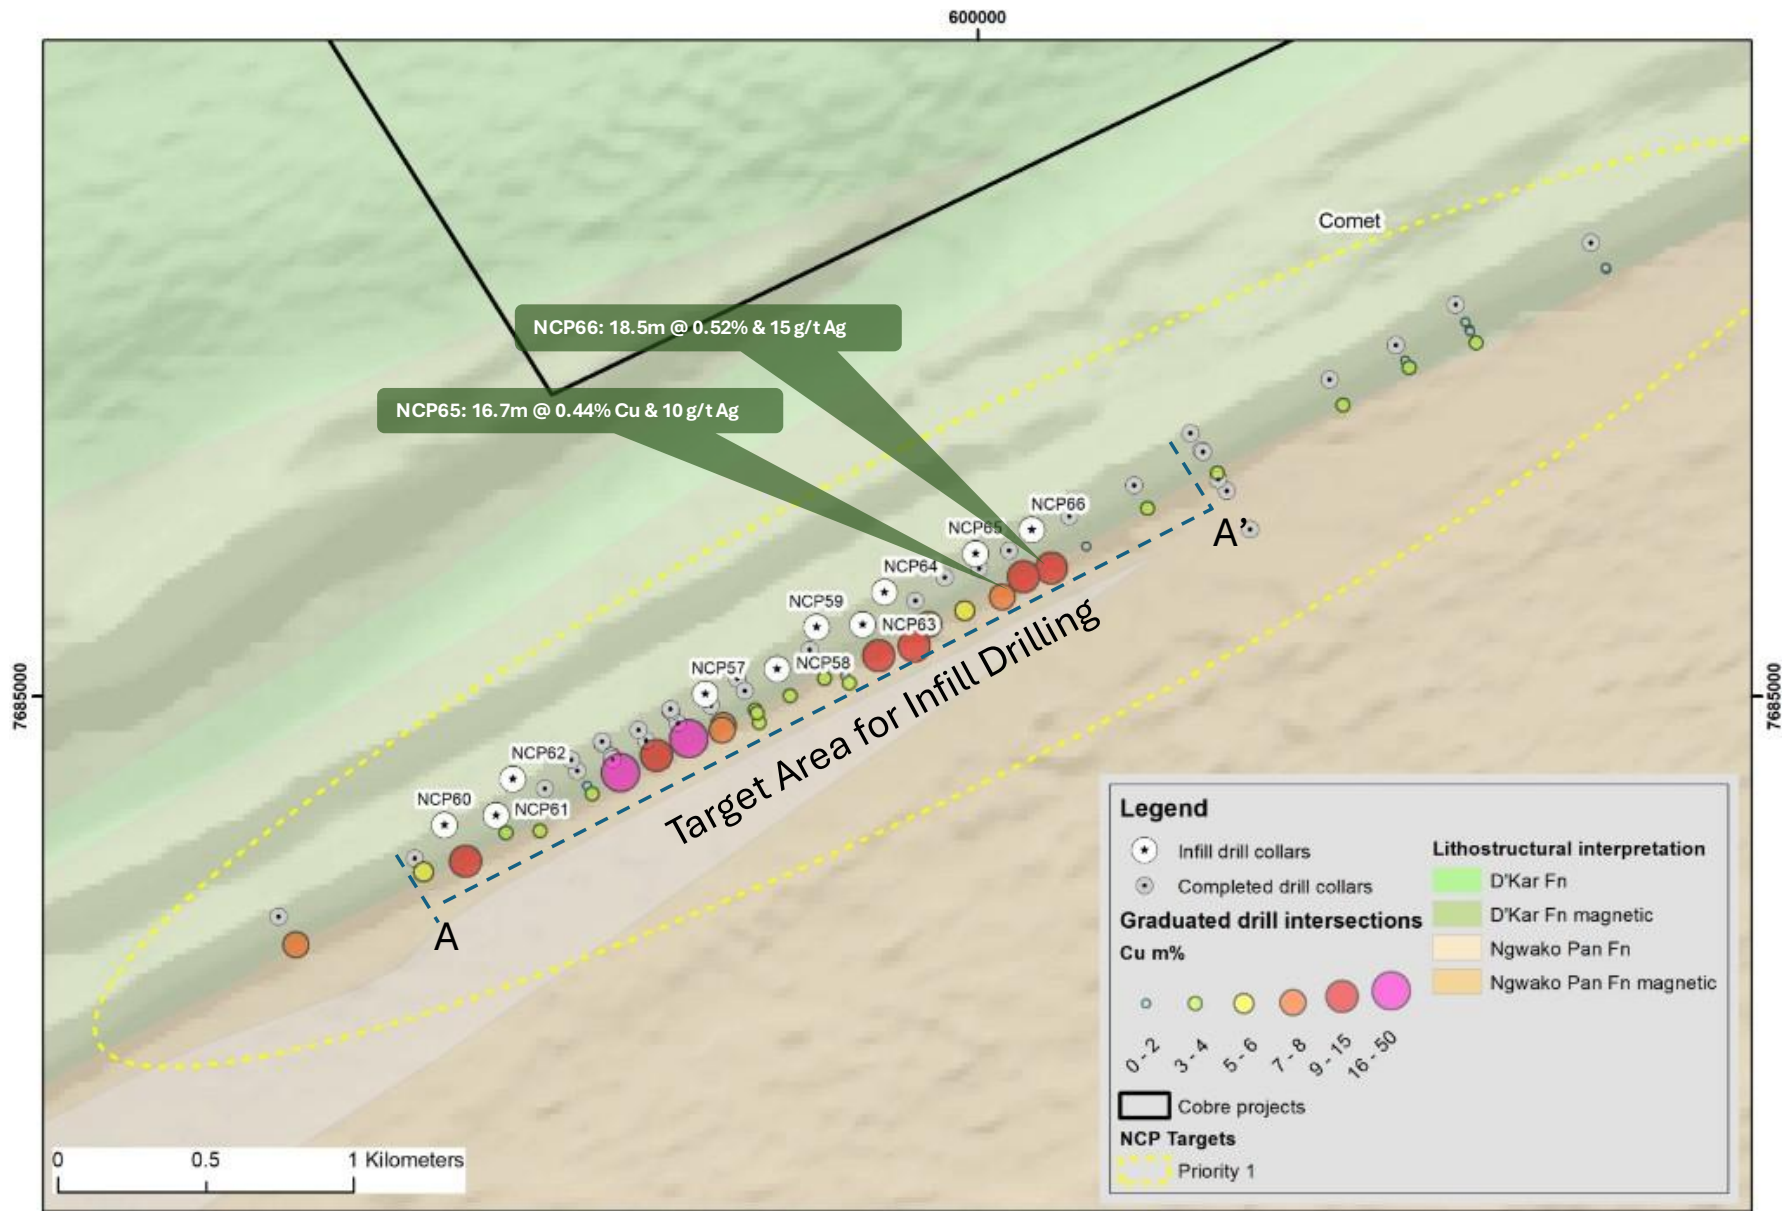 600000
Comet
NCP66: 18.5m @ 0.52% & 15 g/t Ag
NCP65: 16.7m @ 0.44% Cu & 10 g/t Ag
NCP66
NCP65
A'
NCP64
NCP59
NCP63
NCP58
NCP57
7685000
7685000
Target Area for Infill Drilling
NCP62
NCP60
NCP61
A
Legend
Infill drill collars
Completed drill collars
Graduated drill intersections
Cu m%
0 - 2
3 - 4
5 - 6
7 - 8
9 - 15
16 - 50
Cobre projects
NCP Targets
Priority 1
Lithostructural interpretation
D'Kar Fn
D'Kar Fn magnetic
Ngwako Pan Fn
Ngwako Pan Fn magnetic
0 0.5 1 Kilometers